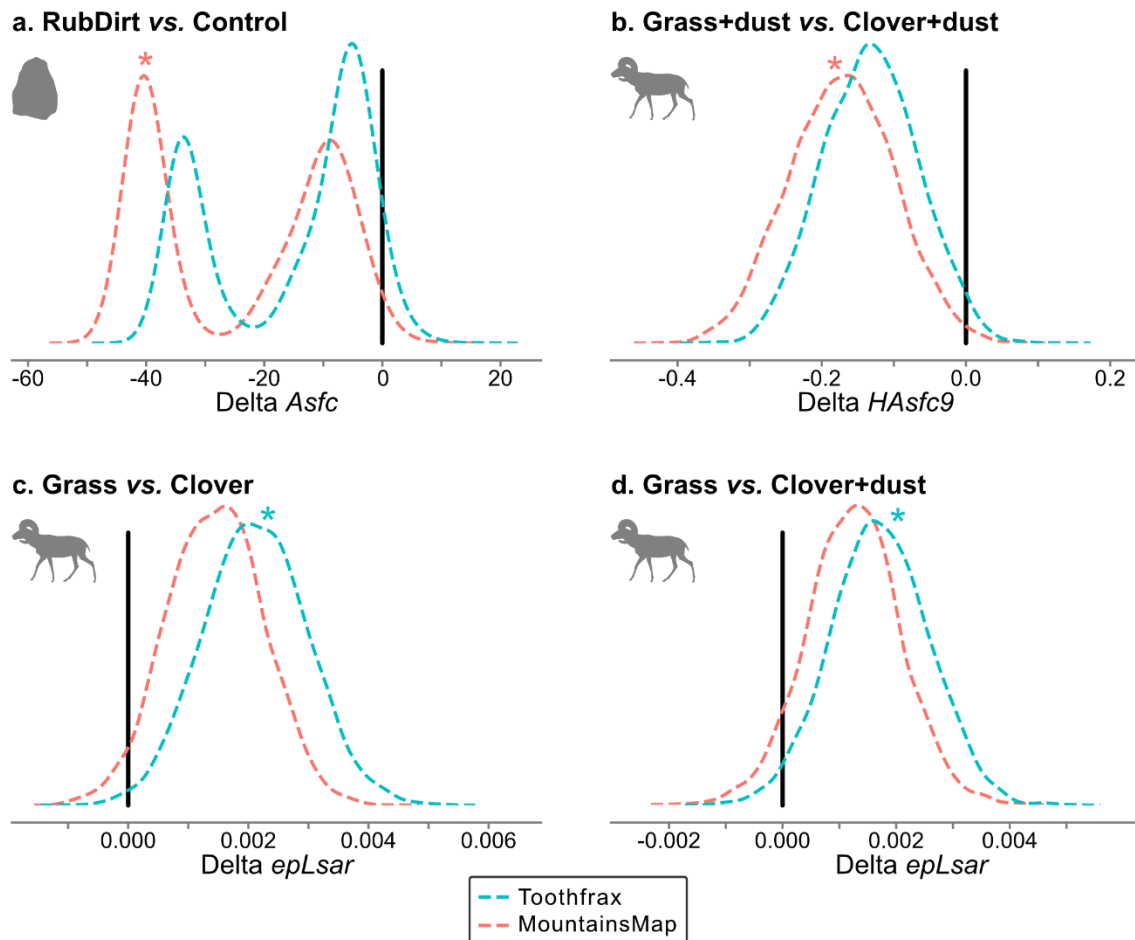 a. RubDirt vs. Control
*
-60 -40 -20 0 20
Delta Asfc
b. Grass+dust vs. Clover+dust
*
-0.4 -0.2 0.0 0.2
Delta HAsfc9
c. Grass vs. Clover
*
0.000 0.002 0.004 0.006
Delta epLsar
d. Grass vs. Clover+dust
*
-0.002 0.000 0.002 0.004
Delta epLsar
Toothfrax
MountainsMap